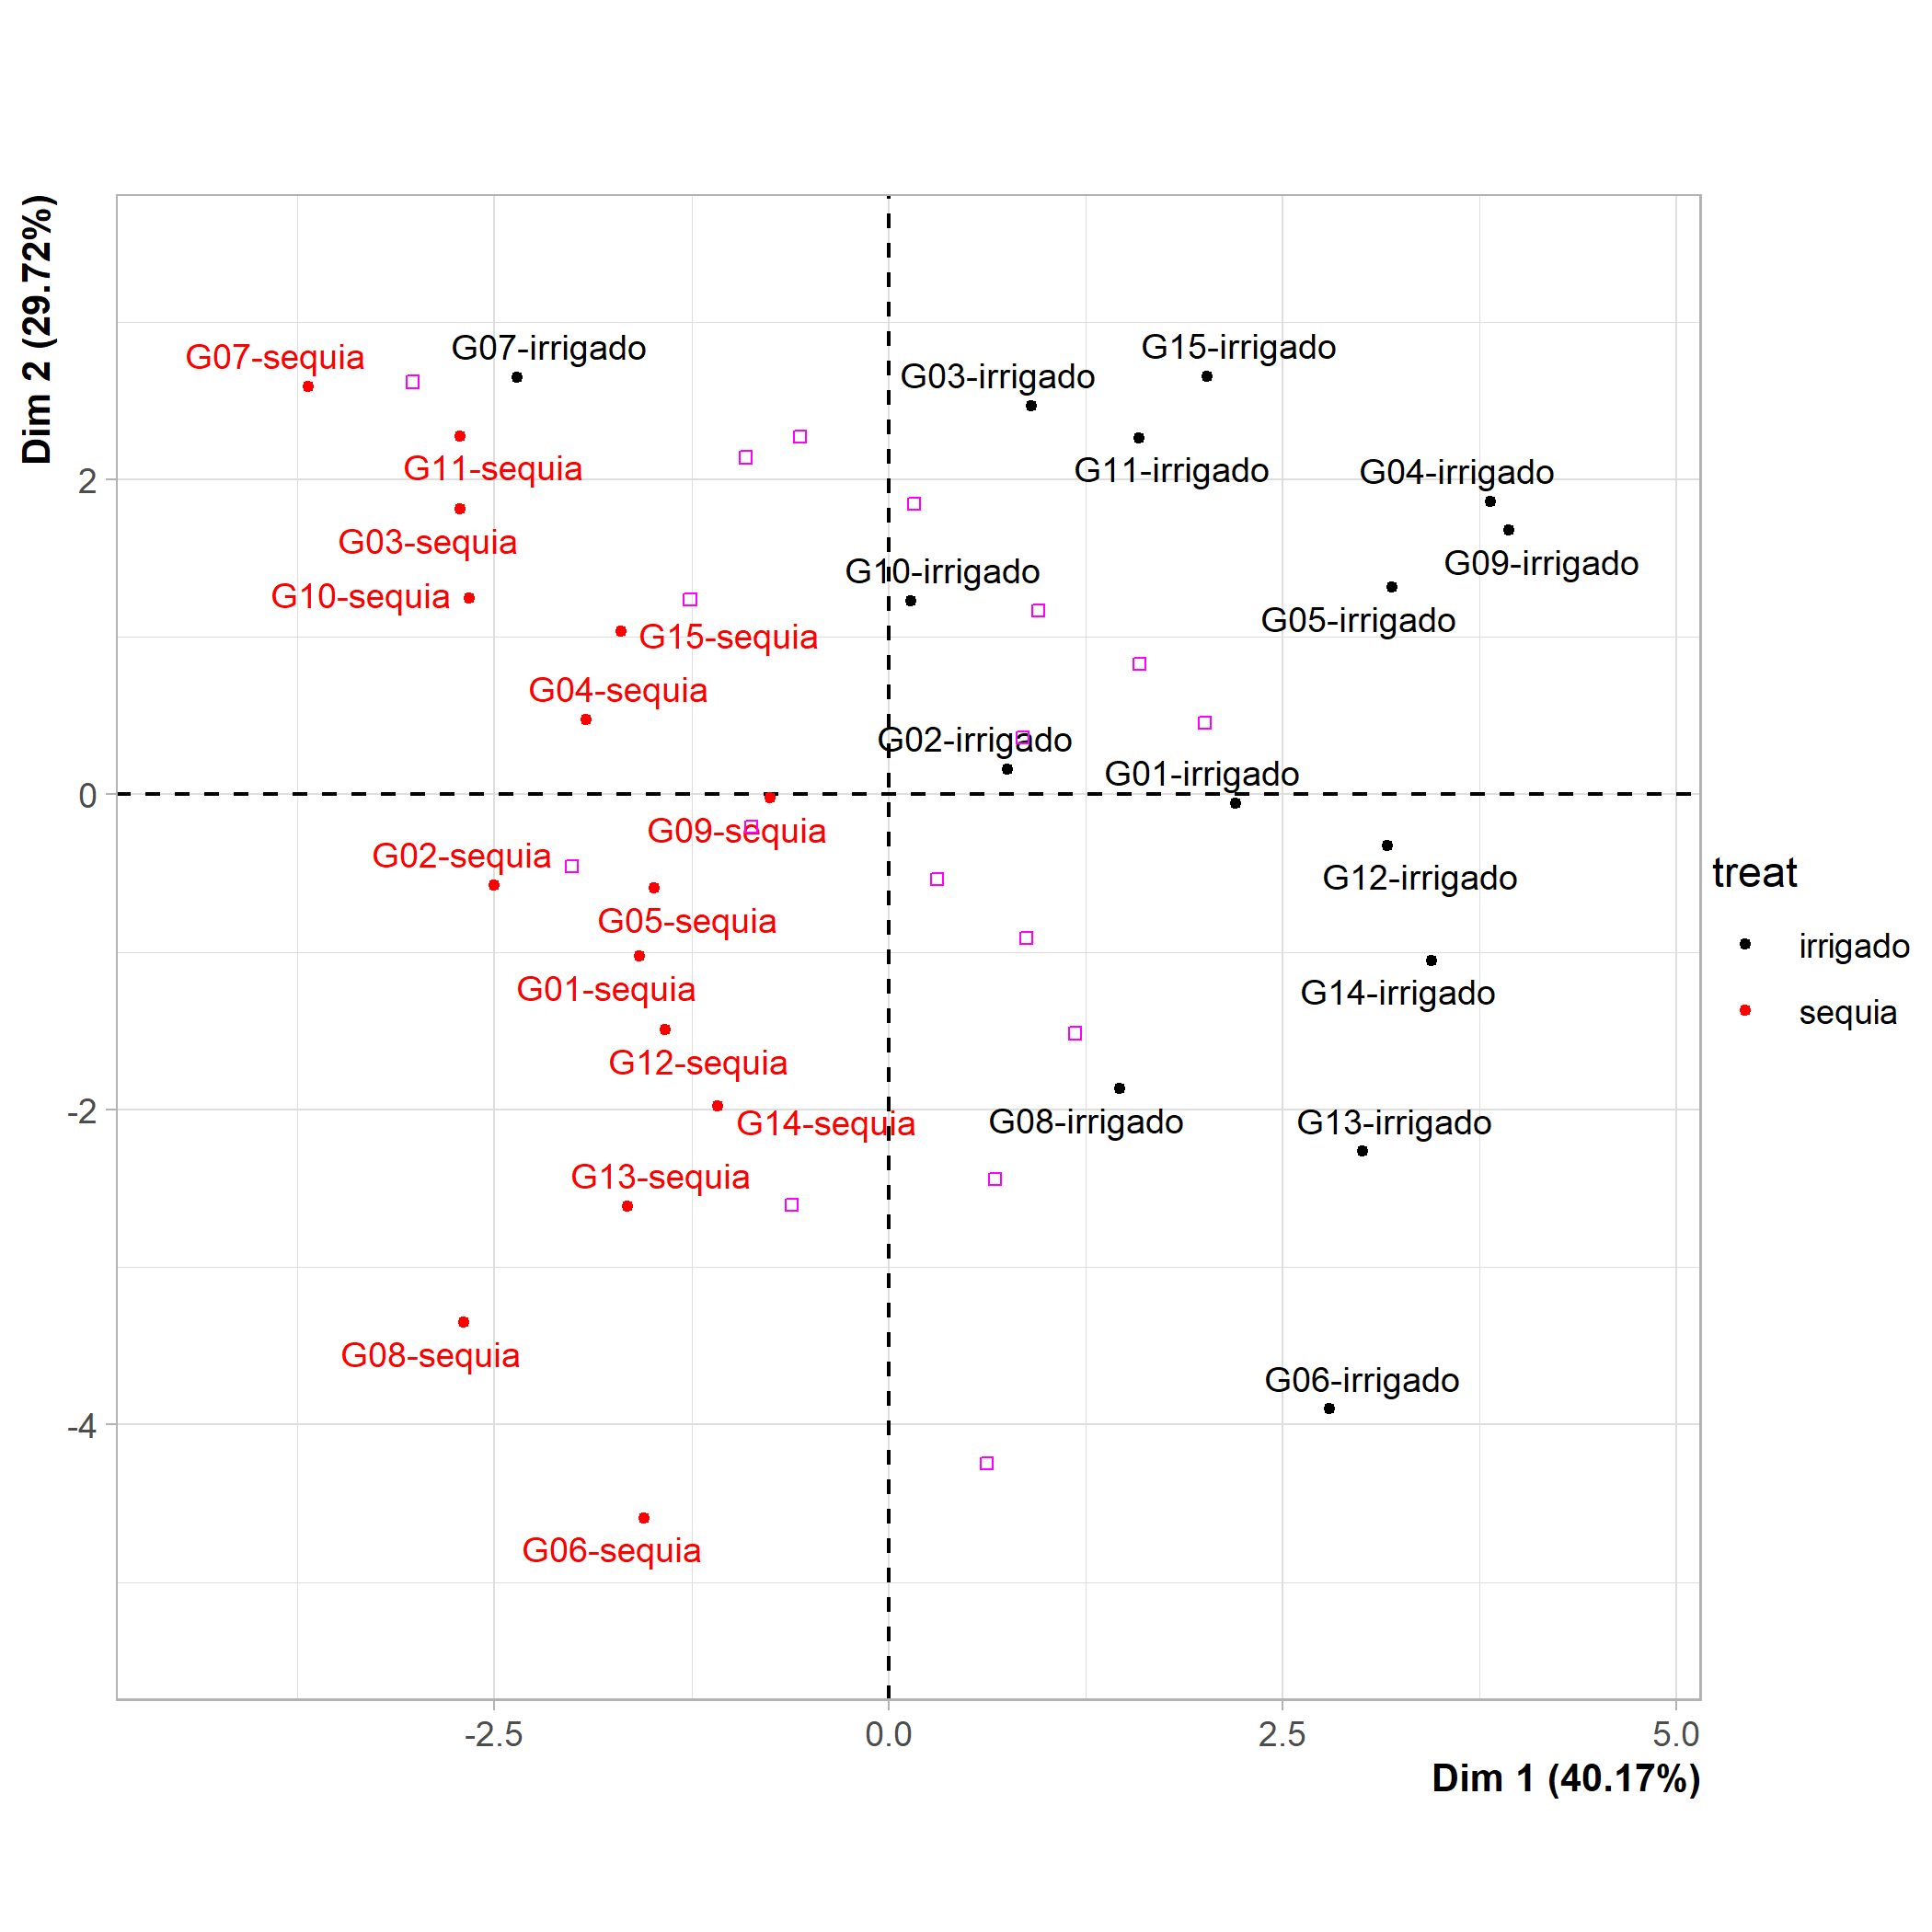 Dim 2 (29.72%)
G07-sequia
G07-irrigado
G15-irrigado
G03-irrigado
G11-sequia
G11-irrigado
G04-irrigado
2
G03-sequia
G10-irrigado
G09-irrigado
G10-sequia
G15-sequia
G05-irrigado
G04-sequia
G02-irrigado
G01-irrigado
0
G09-sequia
G02-sequia
G12-irrigado
treat
G05-sequia
irrigado
G01-sequia
G14-irrigado
sequia
G12-sequia
-2
G14-sequia
G08-irrigado
G13-irrigado
G13-sequia
G08-sequia
G06-irrigado
-4
G06-sequia
-2.5
0.0
2.5
5.0
Dim 1 (40.17%)